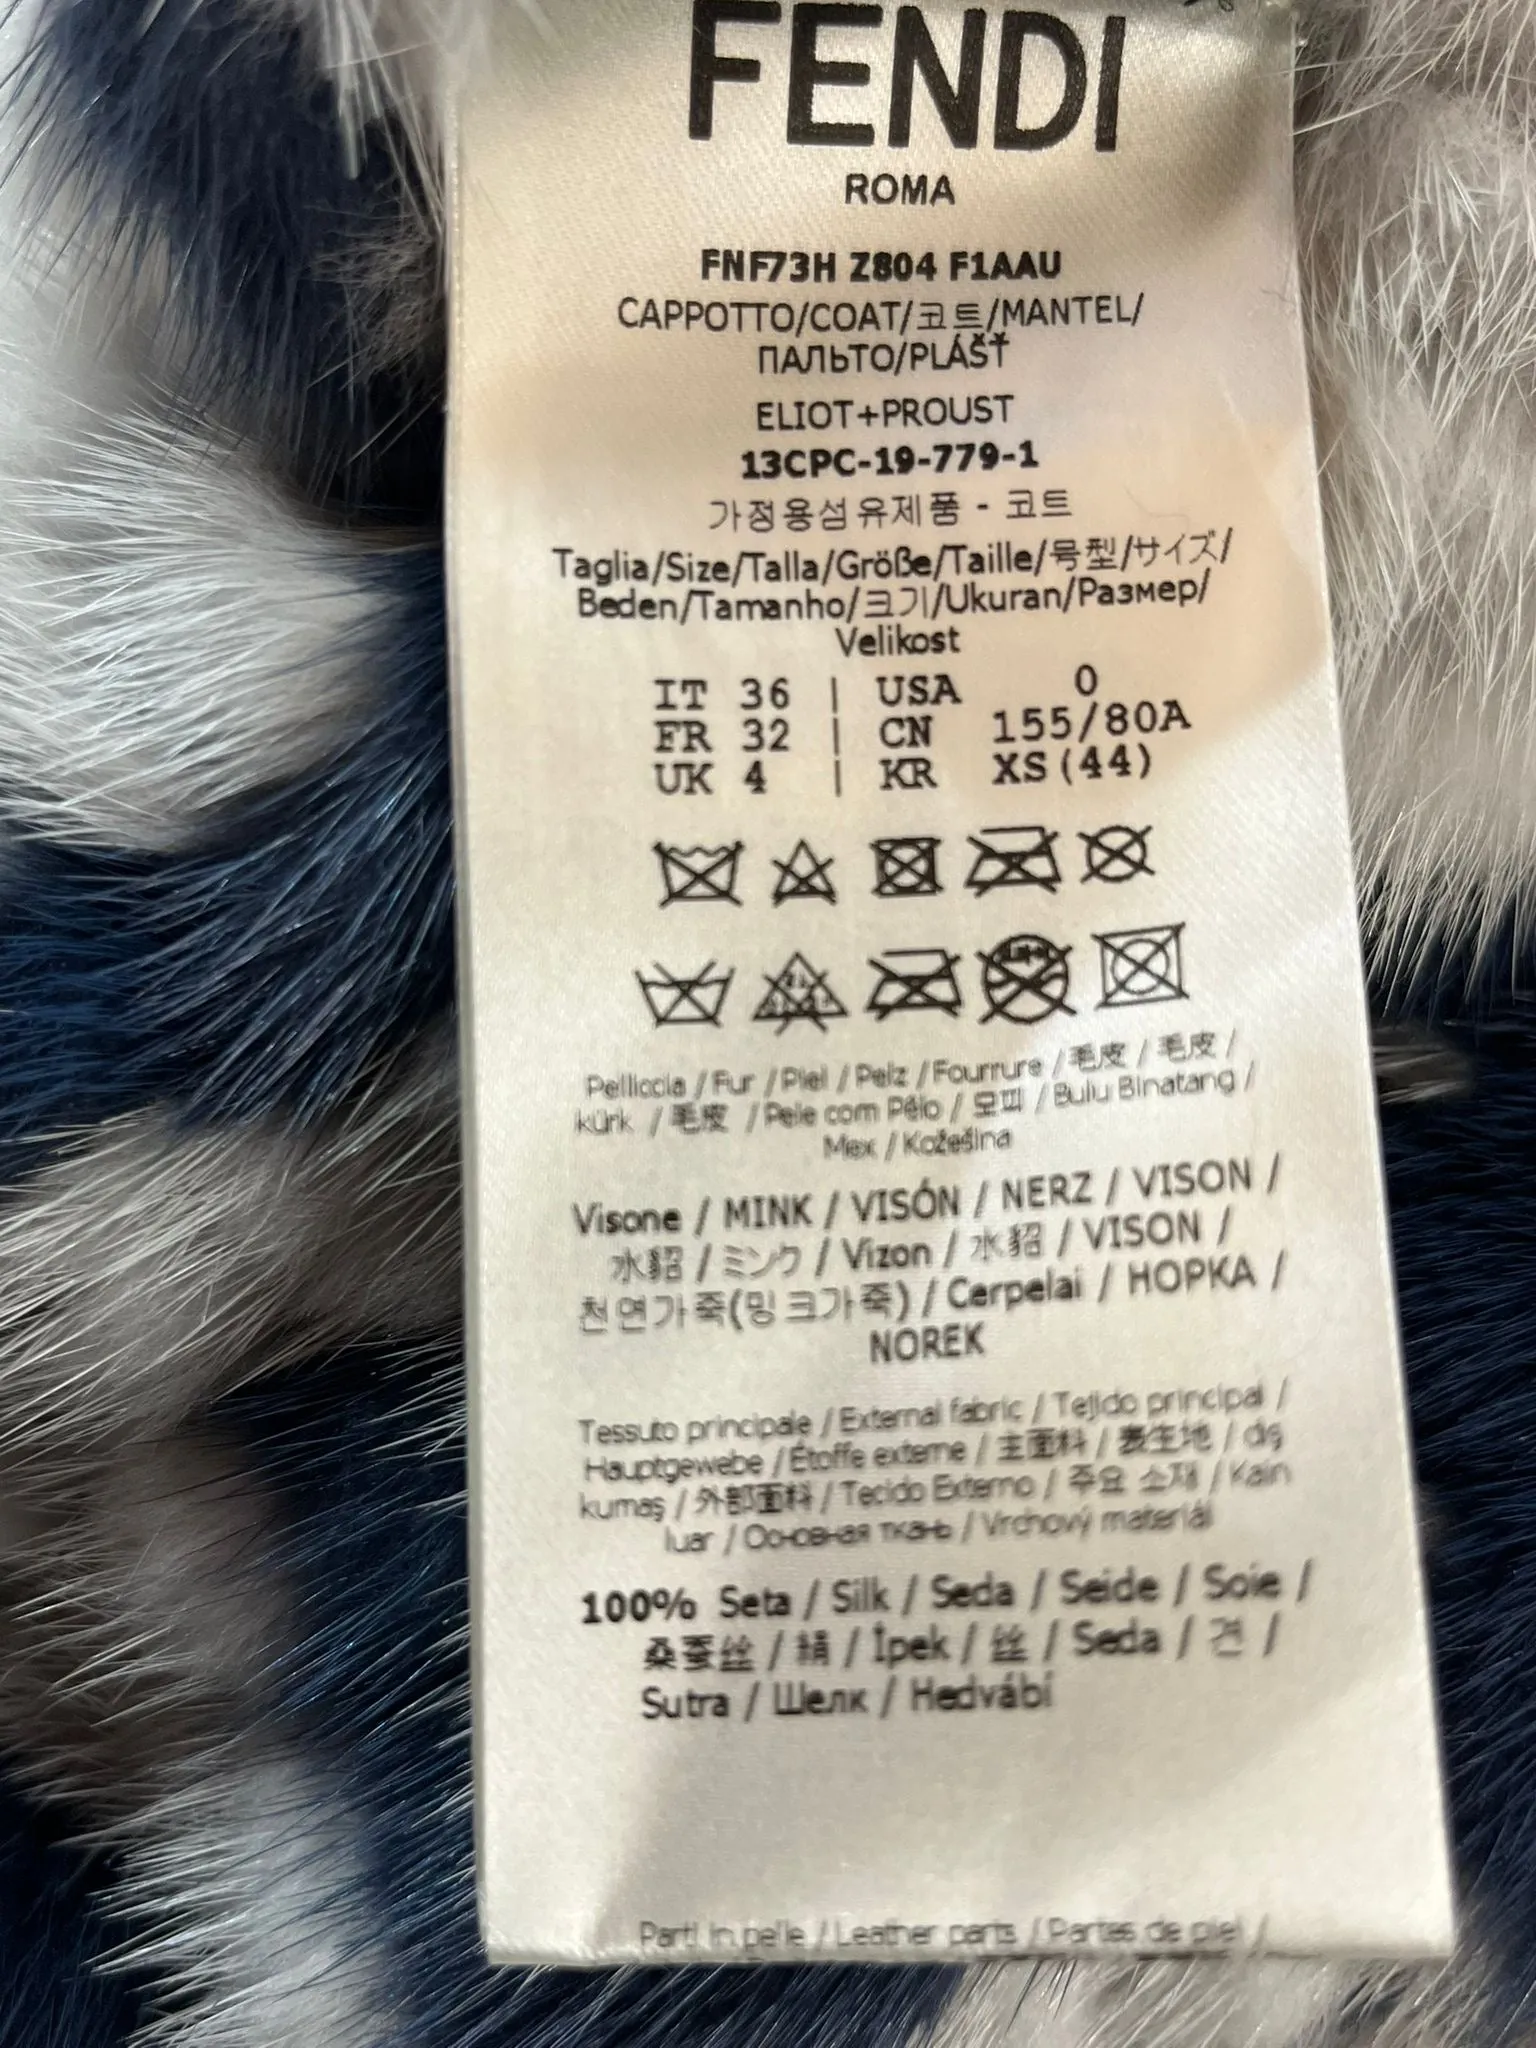 FENDI
ROMA
FNF73H Z804 F1AAU
CAPPOTTO/COAT/코트/MANTEL/
ПАЛЬТО/PLÁŠŤ
ELIOT+PROUST
13CPC-19-779-1
가정용섬유제품 - 코트
Taglia/Size/Talla/Größe/Taille/号型/サイズ/
Beden/Tamanho/크기/Ukuran/Размер/
Velikost
IT 36 | USA 0
FR 32 | CN 155/80A
UK 4 | KR XS(44)
Pelliccia / Fur / Piel / Pelz / Fourrure / 毛皮 / 毛皮 /
kürk / 毛皮 / Pele com Pêlo / 모피 / Bulu Binatang /
Мех / Kožešina
Visone / MINK / VISÓN / NERZ / VISON /
水貂 / ミンク / Vizon / 水貂 / VISON /
천연가죽(밍크가죽) / Cerpelai / НОРКА /
NOREK
Tessuto principale / External fabric / Tejido principal /
Hauptgewebe / Étoffe externe / 主面料 / 表生地 / dış
kumaş / 外部面料 / Tecido Externo / 주요 소재 / Kain
luar / Основная ткань / Vrchový materiál
100% Seta / Silk / Seda / Seide / Soie /
桑蚕丝 / 絹 / İpek / 丝 / Seda / 견 /
Sutra / Шелк / Hedvábí
Parti in pelle / Leather parts / Partes de piel /